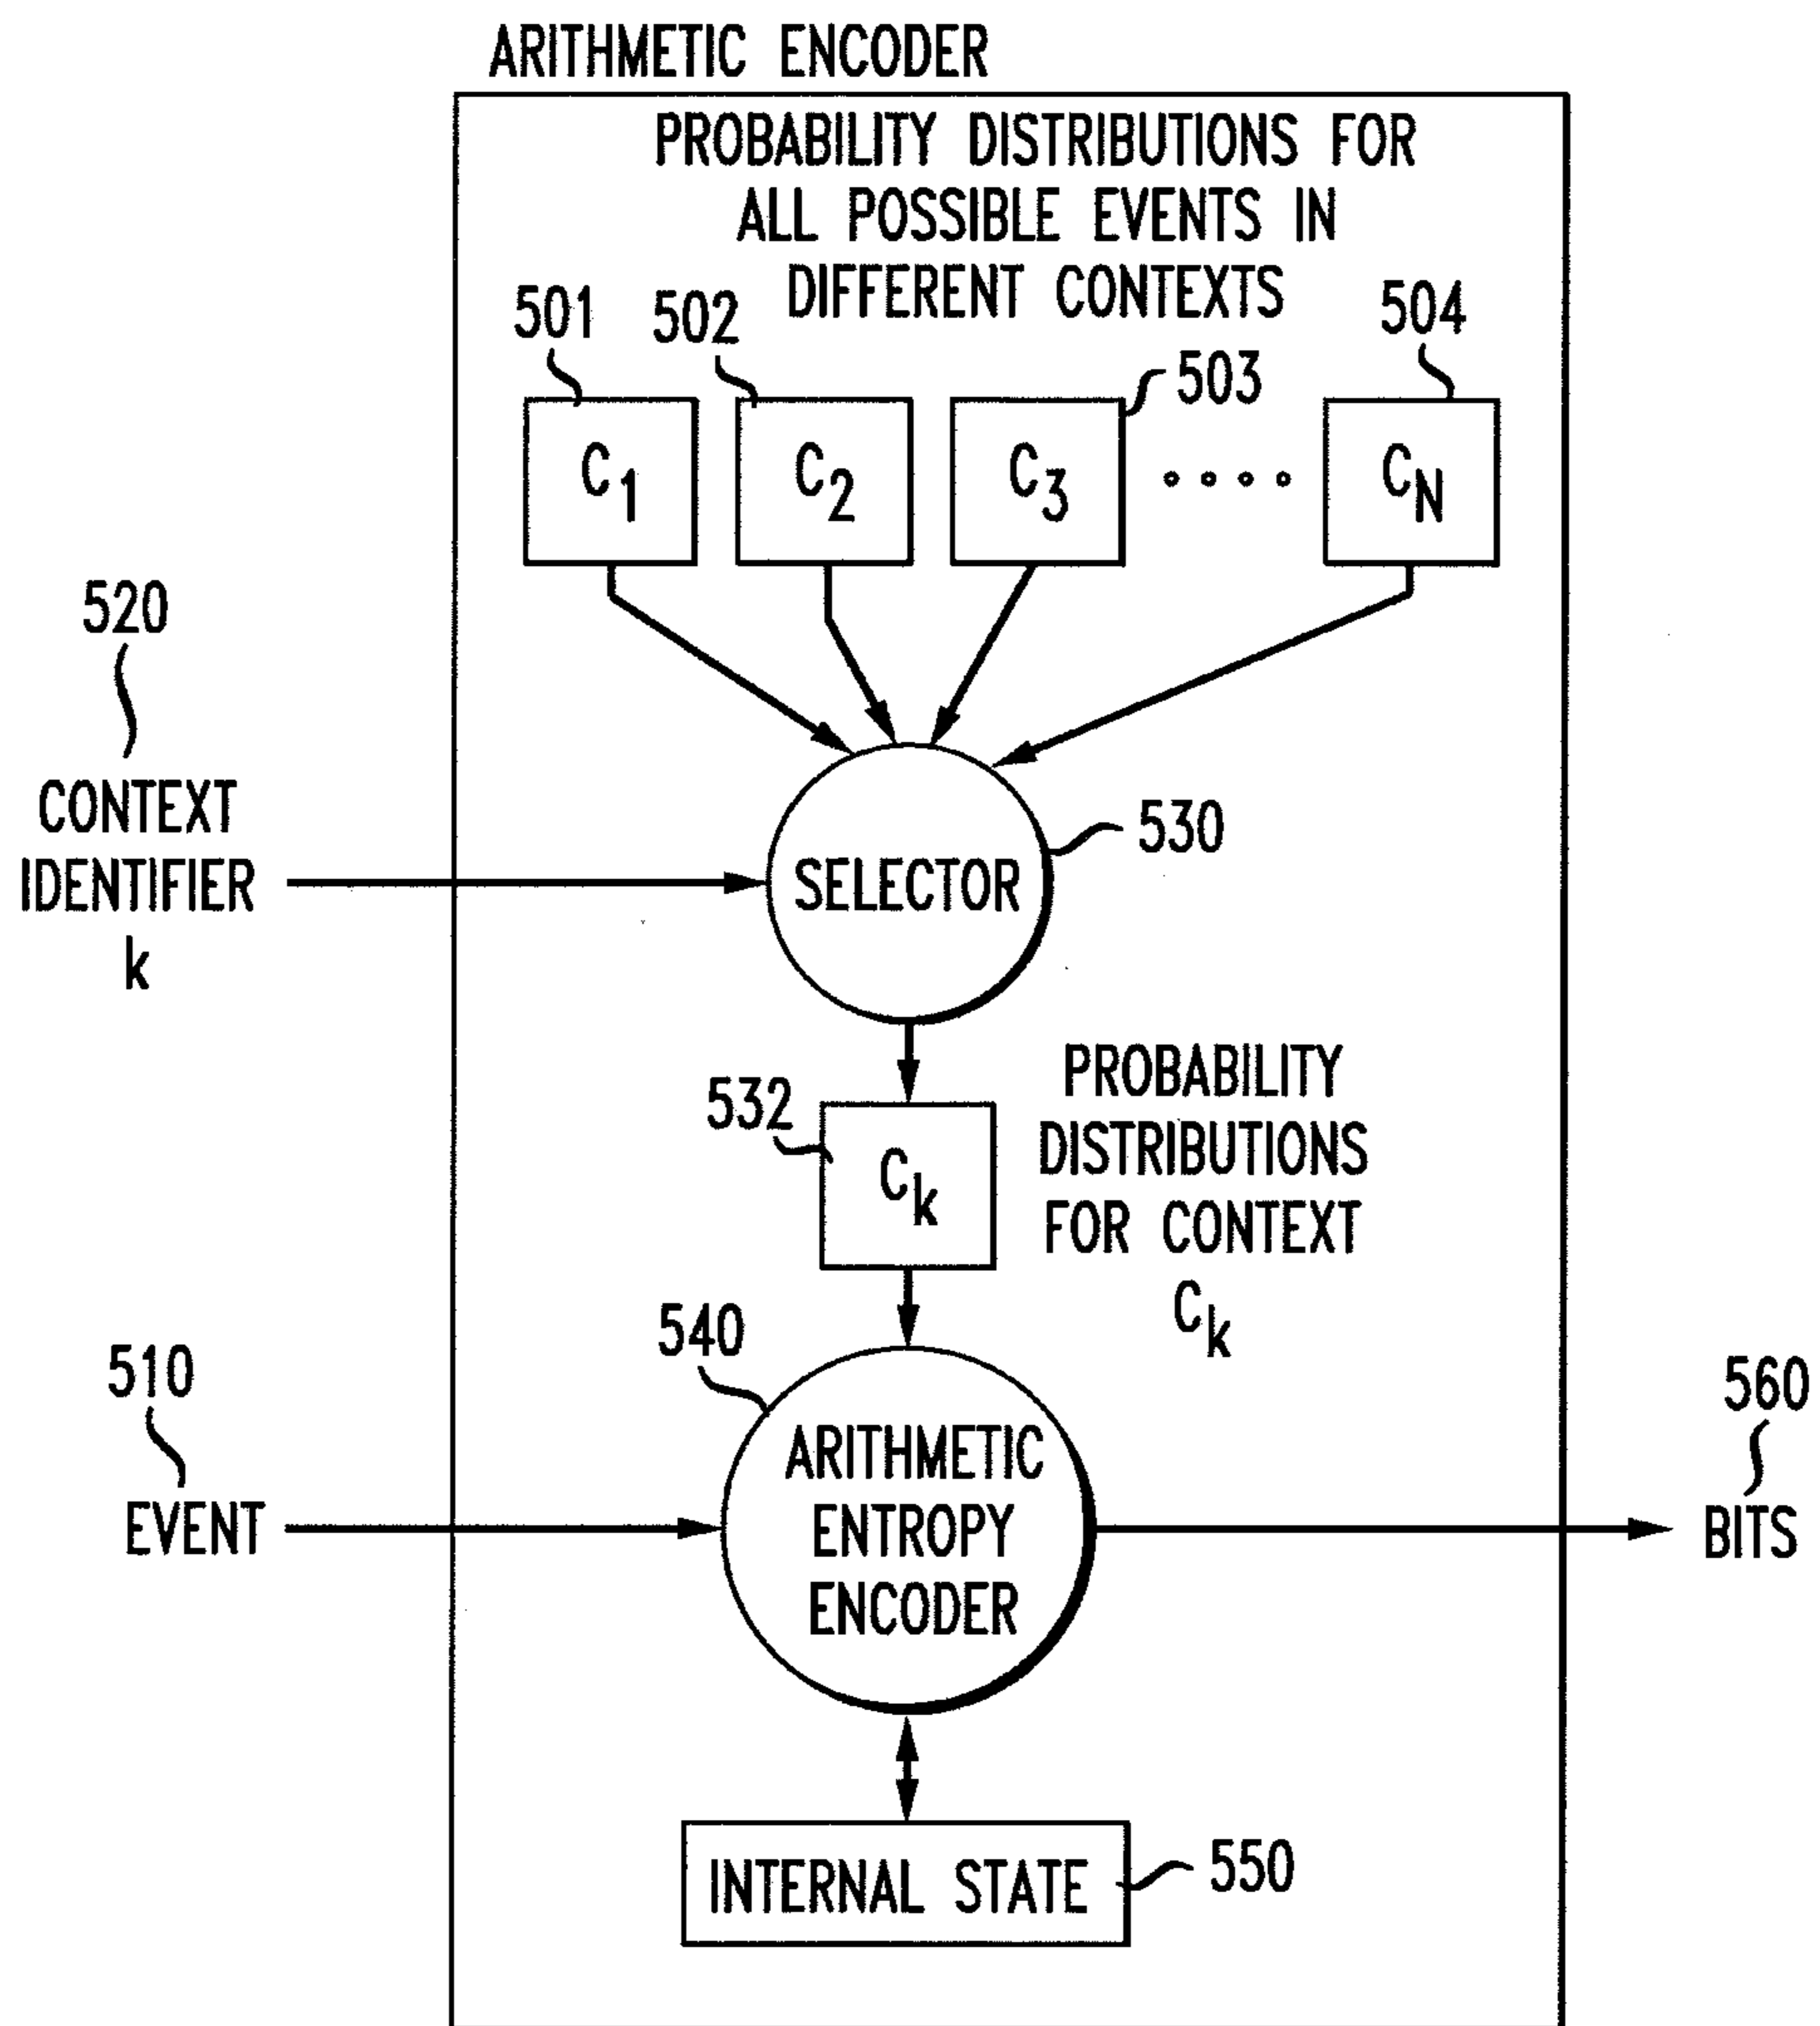 ARITHMETIC ENCODER
PROBABILITY DISTRIBUTIONS FOR
ALL POSSIBLE EVENTS IN
DIFFERENT CONTEXTS
501
502
503
504
C1
C2
C3
CN
520
CONTEXT
IDENTIFIER
k
530
SELECTOR
532
Ck
PROBABILITY
DISTRIBUTIONS
FOR CONTEXT
Ck
510
EVENT
540
ARITHMETIC
ENTROPY
ENCODER
560
BITS
INTERNAL STATE
550